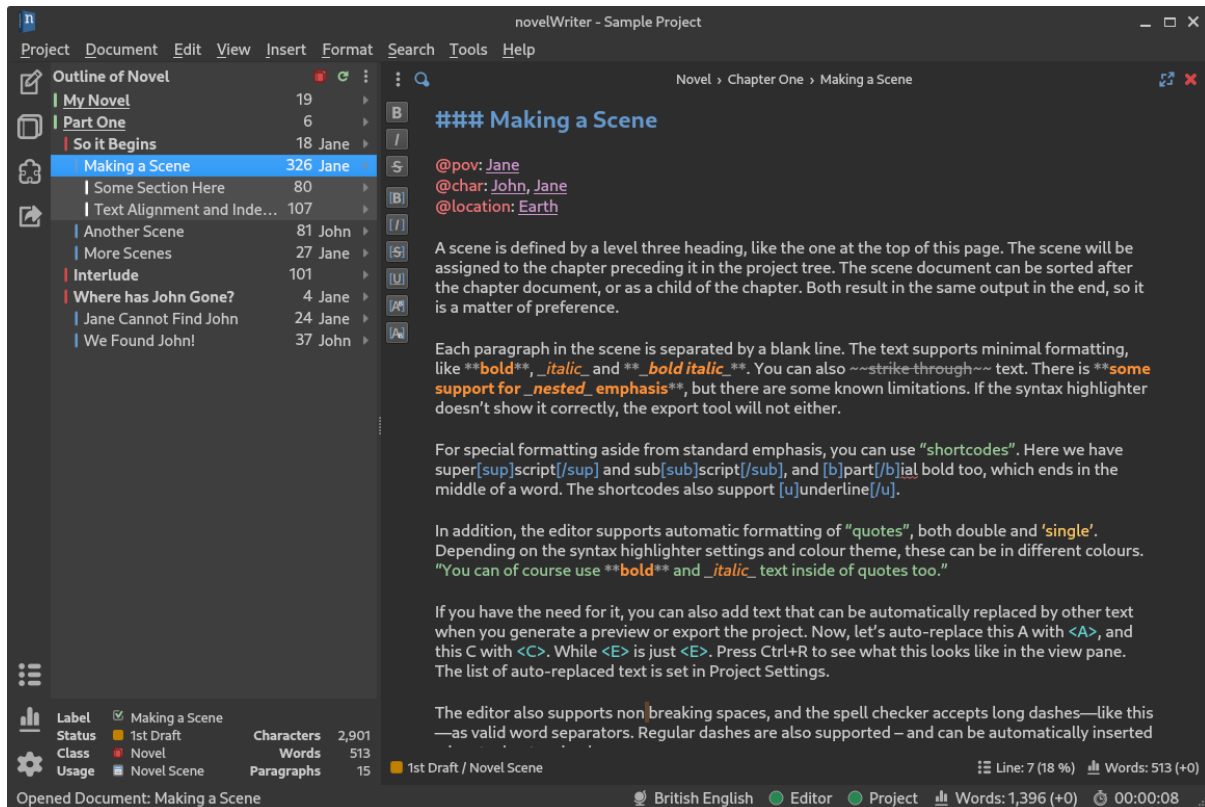 novelWriter - Sample Project
Project Document Edit View Insert Format Search Tools Help
Outline of Novel
My Novel 19
Part One 6
So it Begins 18 Jane
Making a Scene 326 Jane
Some Section Here 80
Text Alignment and Inde... 107
Another Scene 81 John
More Scenes 27 Jane
Interlude 101
Where has John Gone? 4 Jane
Jane Cannot Find John 24 Jane
We Found John! 37 John
Label Making a Scene
Status 1st Draft Characters 2,901
Class Novel Words 513
Usage Novel Scene Paragraphs 15
Novel › Chapter One › Making a Scene
B
I
S
[B]
[I]
[S]
[U]
### Making a Scene
@pov: Jane
@char: John, Jane
@location: Earth
A scene is defined by a level three heading, like the one at the top of this page. The scene will be
assigned to the chapter preceding it in the project tree. The scene document can be sorted after
the chapter document, or as a child of the chapter. Both result in the same output in the end, so it
is a matter of preference.
Each paragraph in the scene is separated by a blank line. The text supports minimal formatting,
like **bold**, _italic_ and **_bold italic_**. You can also ~~strike through~~ text. There is **some
support for _nested_ emphasis**, but there are some known limitations. If the syntax highlighter
doesn’t show it correctly, the export tool will not either.
For special formatting aside from standard emphasis, you can use “shortcodes”. Here we have
super[sup]script[/sup] and sub[sub]script[/sub], and [b]part[/b]ial bold too, which ends in the
middle of a word. The shortcodes also support [u]underline[/u].
In addition, the editor supports automatic formatting of “quotes”, both double and ‘single’.
Depending on the syntax highlighter settings and colour theme, these can be in different colours.
“You can of course use **bold** and _italic_ text inside of quotes too.”
If you have the need for it, you can also add text that can be automatically replaced by other text
when you generate a preview or export the project. Now, let’s auto-replace this A with <A>, and
this C with <C>. While <E> is just <E>. Press Ctrl+R to see what this looks like in the view pane.
The list of auto-replaced text is set in Project Settings.
The editor also supports non breaking spaces, and the spell checker accepts long dashes—like this
—as valid word separators. Regular dashes are also supported – and can be automatically inserted
1st Draft / Novel Scene Line: 7 (18 %) Words: 513 (+0)
Opened Document: Making a Scene British English Editor Project Words: 1,396 (+0) 00:00:08